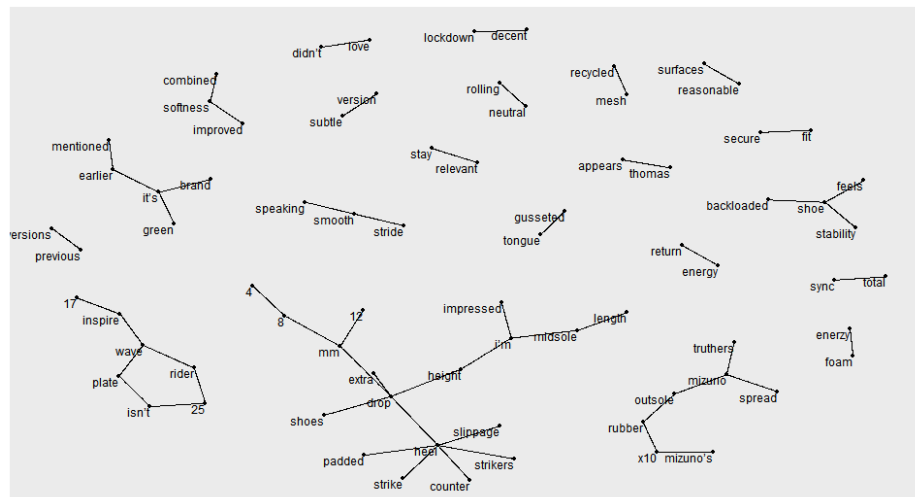 lockdown decent
didn't love
combined
softness
improved
rolling
neutral
recycled
mesh
surfaces
reasonable
version
subtle
mentioned
earlier
it's
brand
green
stay
relevant
appears
thomas
secure fit
speaking
smooth
stride
gusseted
tongue
feels
backloaded shoe
stability
versions
previous
return
energy
sync total
17
inspire
wave
plate
rider
isn't
25
4
8
12
mm
extra
drop
shoes
height
impressed
i'm
midsole
length
heel
slippage
padded
strike
counter
strikers
enerzy
foam
truthers
mizuno
outsole
spread
rubber
x10 mizuno's